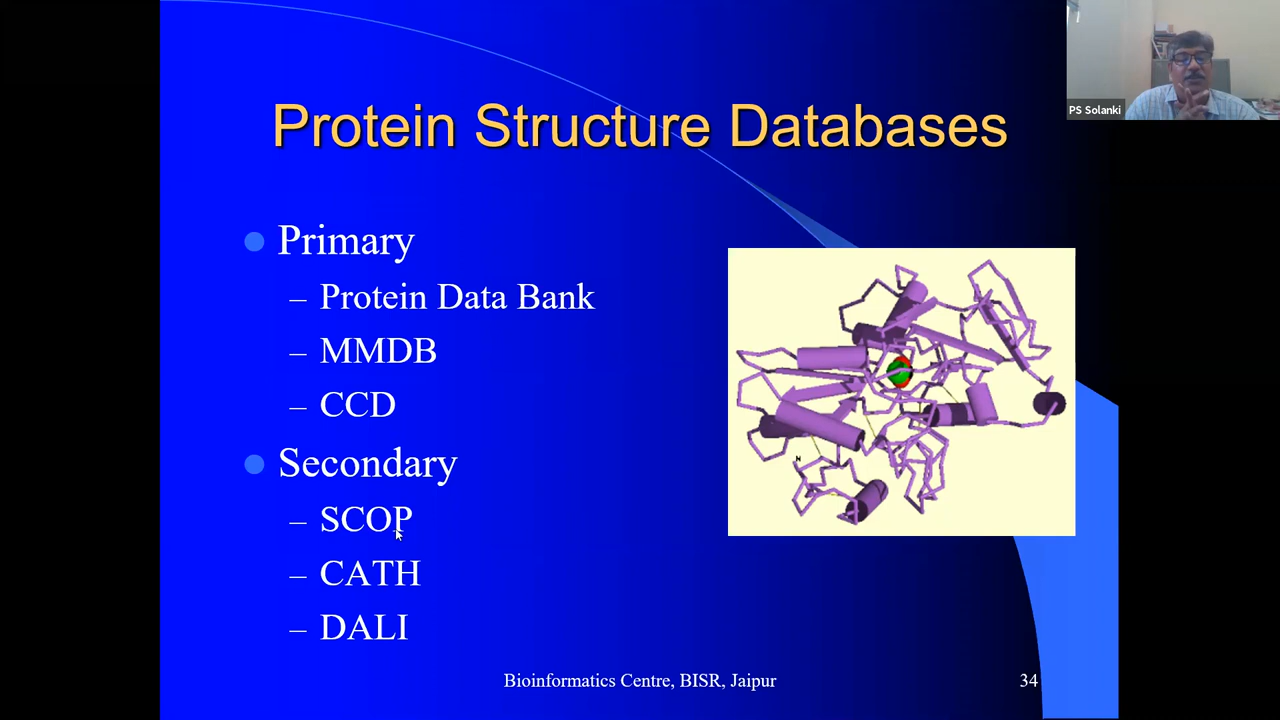 Protein Structure Databases
PS Solanki
Primary
– Protein Data Bank
– MMDB
– CCD
Secondary
– SCOP
– CATH
– DALI
N
Bioinformatics Centre, BISR, Jaipur
34